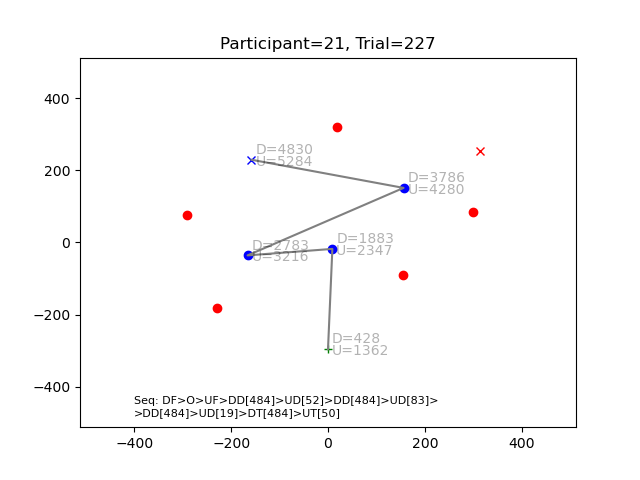 Participant=21, Trial=227
400
200
0
−200
−400
−400
−200
0
200
400
D=4830
U=5284
D=3786
U=4280
D=2783
U=3216
D=1883
U=2347
D=428
U=1362
Seq: DF>O>UF>DD[484]>UD[52]>DD[484]>UD[83]>
>DD[484]>UD[19]>DT[484]>UT[50]